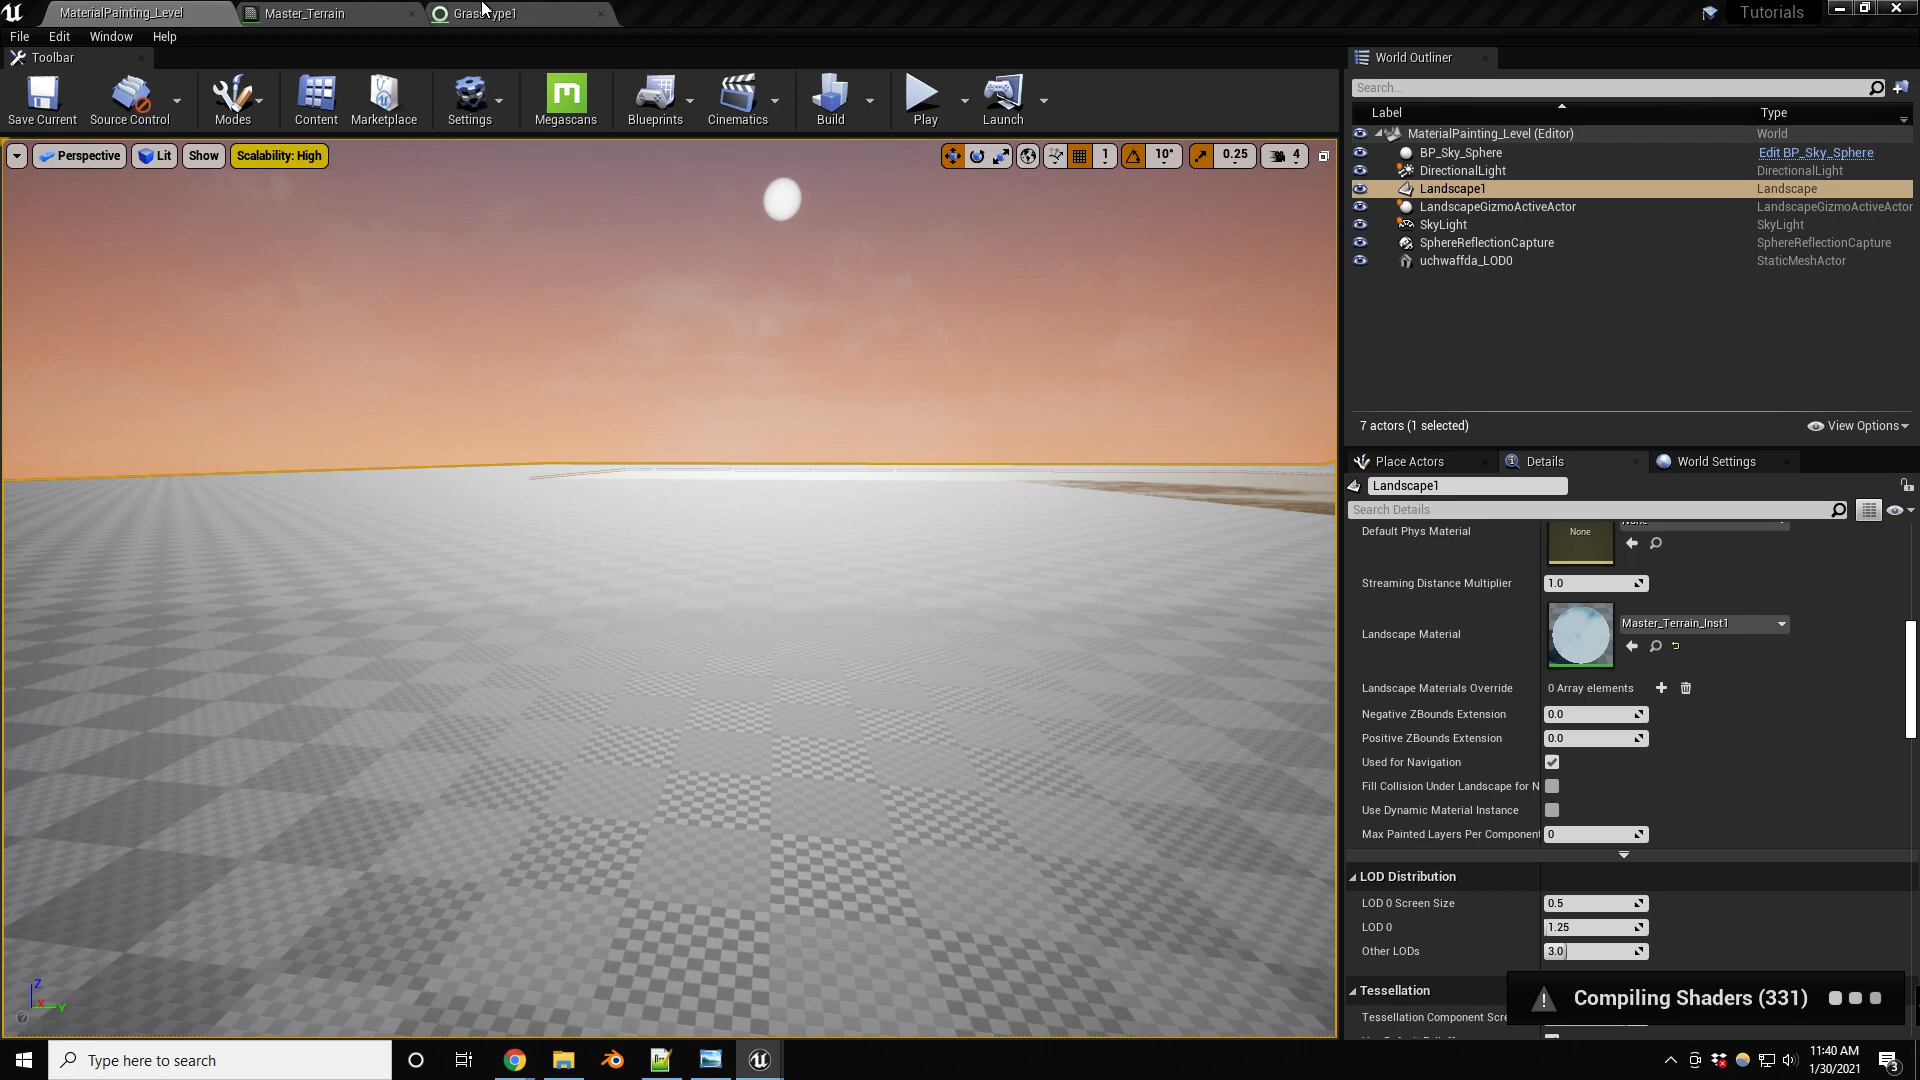 MaterialPainting_Level
Master_Terrain
Tutorials
File
Edit
Window
Help
Toolbar
Save Current
Source Control
Modes
Content
Marketplace
Settings
Megascans
Blueprints
Cinematics
Build
Play
Launch
Perspective
Lit
Show
Scalability: High
1
10°
0.25
4
World Outliner
Search...
Label
Type
MaterialPainting_Level (Editor)
World
BP_Sky_Sphere
Edit BP_Sky_Sphere
DirectionalLight
DirectionalLight
Landscape1
Landscape
LandscapeGizmoActiveActor
LandscapeGizmoActiveActor
SkyLight
SkyLight
SphereReflectionCapture
SphereReflectionCapture
uchwaffda_LOD0
StaticMeshActor
7 actors (1 selected)
View Options
Place Actors
Details
World Settings
Landscape1
Search Details
Default Phys Material
None
Streaming Distance Multiplier
1.0
Landscape Material
Master_Terrain_Inst1
Landscape Materials Override
0 Array elements
Negative ZBounds Extension
0.0
Positive ZBounds Extension
0.0
Used for Navigation
Fill Collision Under Landscape for N
Use Dynamic Material Instance
Max Painted Layers Per Component
0
LOD Distribution
LOD 0 Screen Size
0.5
LOD 0
1.25
Other LODs
3.0
Tessellation
Tessellation Component Scre
Compiling Shaders (331)
Z
X
Y
Type here to search
11:40 AM
1/30/2021
3